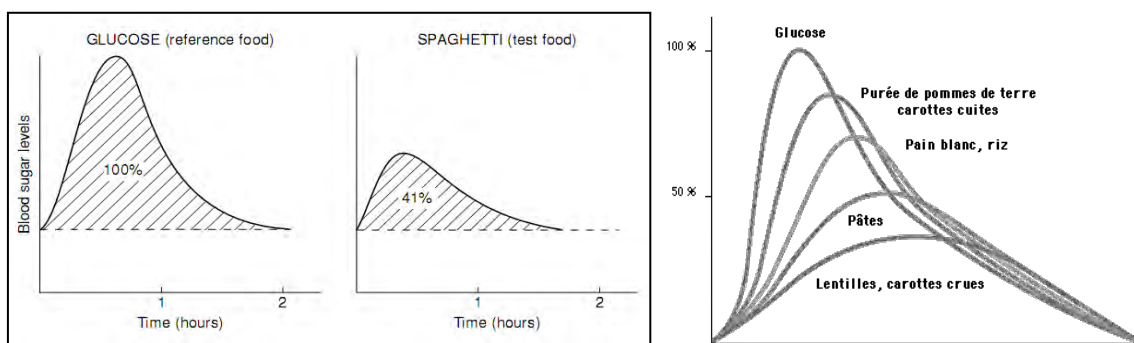 GLUCOSE (reference food)
Blood sugar levels
100%
1
2
Time (hours)
SPAGHETTI (test food)
41%
1
2
Time (hours)
100 %
50 %
Glucose
Purée de pommes de terre
carottes cuites
Pain blanc, riz
Pâtes
Lentilles, carottes crues